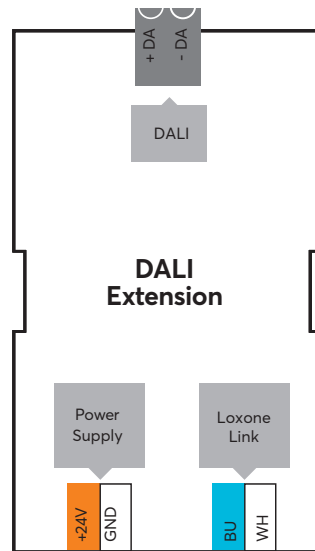 + DA
- DA
DALI
DALI
Extension
Power
Supply
Loxone
Link
+24V
GND
BU
WH